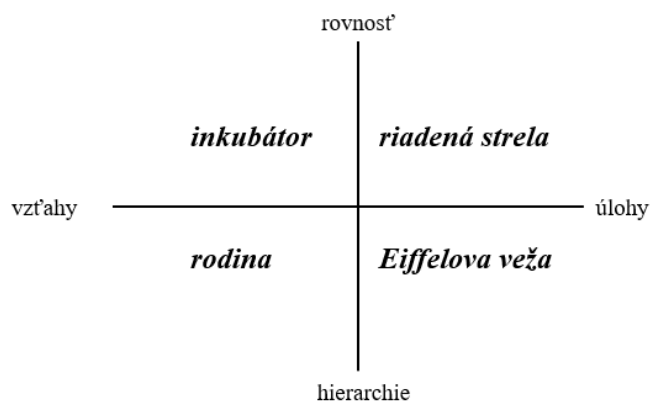 rovnosť
inkubátor riadená strela
vzťahy úlohy
rodina Eiffelova veža
hierarchie